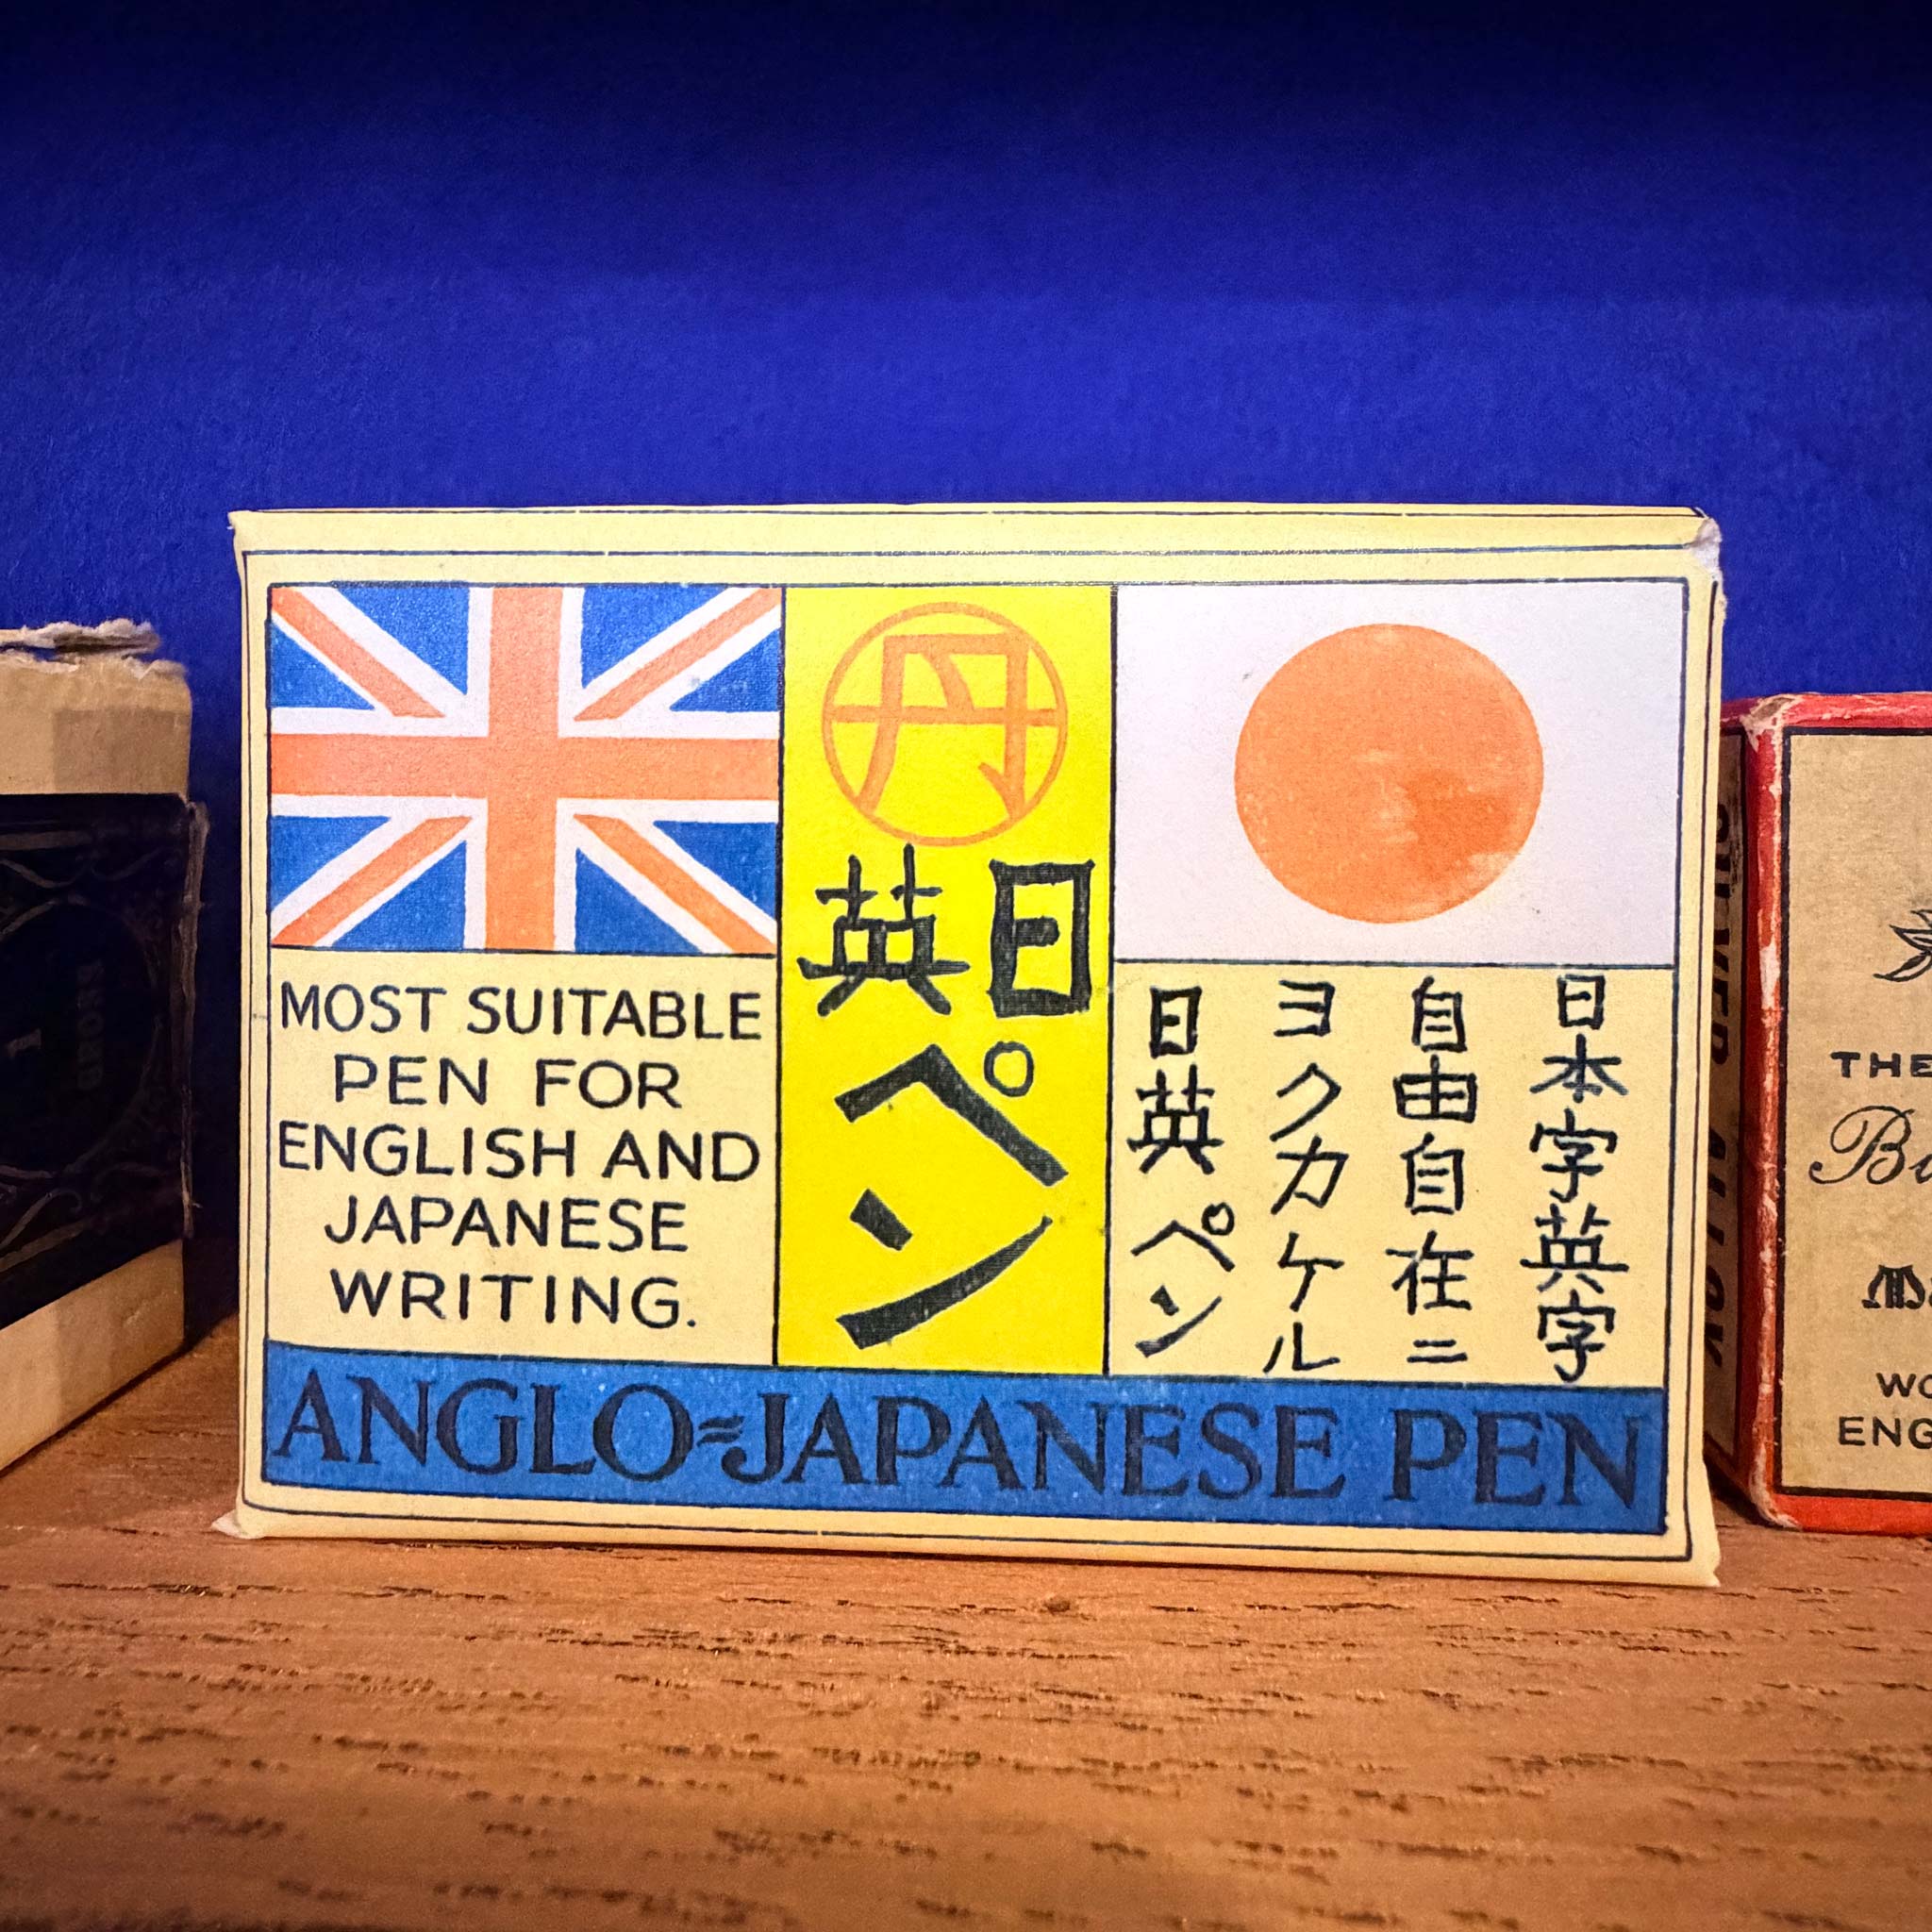 MOST SUITABLE
PEN FOR
ENGLISH AND
JAPANESE
WRITING.
丹
日英
ペン
日本字英字
自由自在ニ
ヨクカケル
日英ペン
ANGLO=JAPANESE PEN
THE
WO
ENG